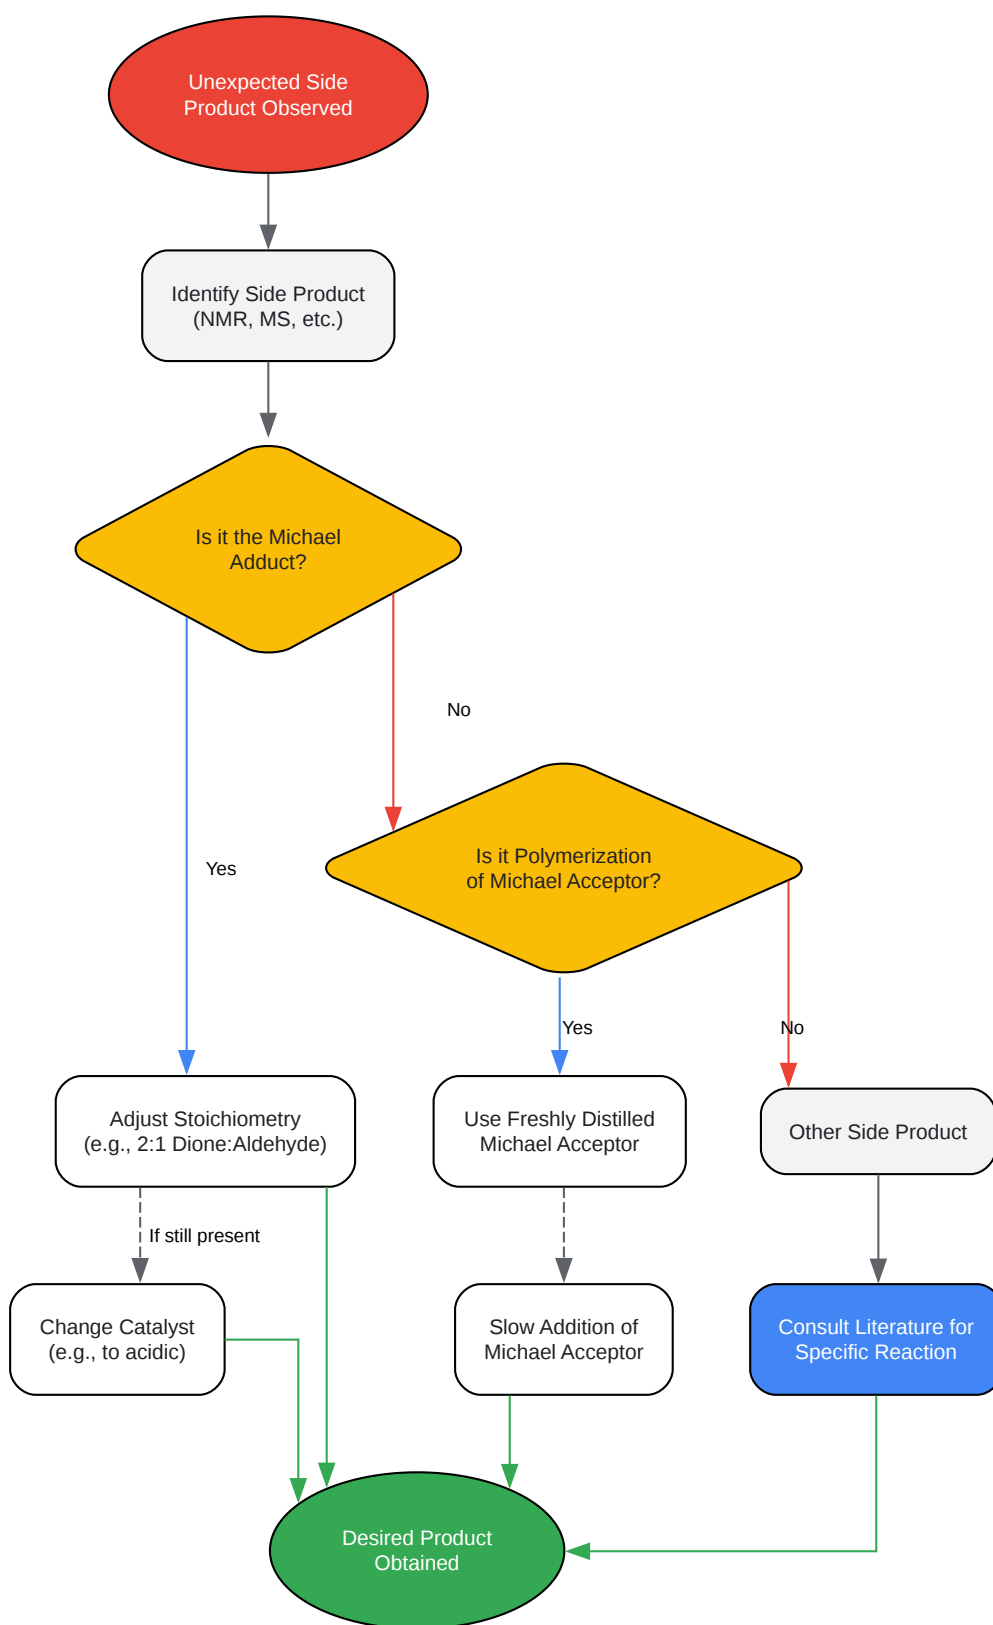 Unexpected Side
Product Observed
Identify Side Product
(NMR, MS, etc.)
Is it the Michael
Adduct?
No
Is it Polymerization
of Michael Acceptor?
Yes
Yes
No
Adjust Stoichiometry
(e.g., 2:1 Dione:Aldehyde)
Use Freshly Distilled
Michael Acceptor
Other Side Product
If still present
Change Catalyst
(e.g., to acidic)
Slow Addition of
Michael Acceptor
Consult Literature for
Specific Reaction
Desired Product
Obtained